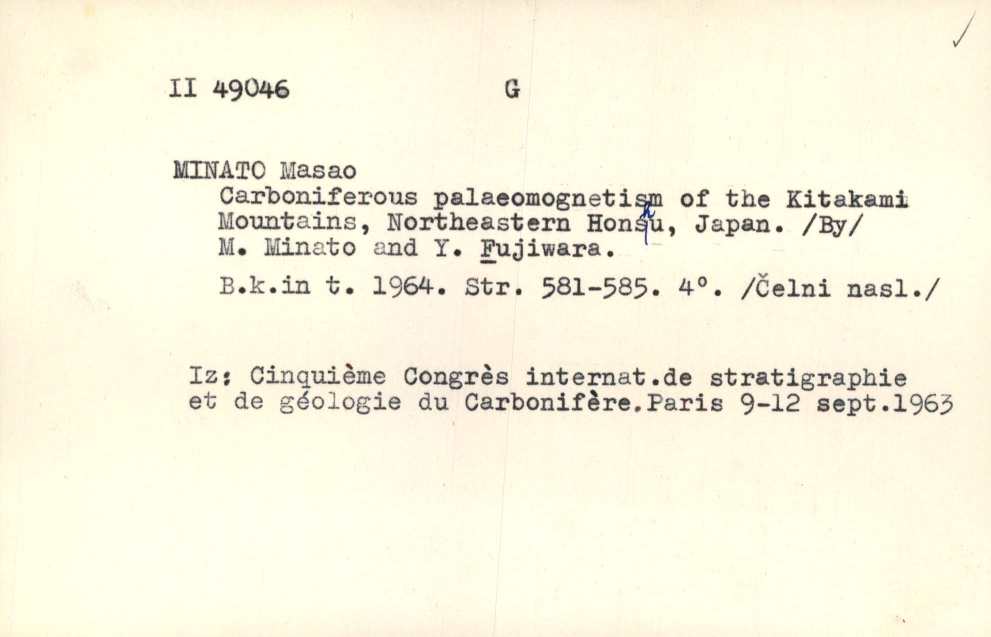 II 49046 G
MINATO Masao
Carboniferous palaeomognetism of the Kitakami
Mountains, Northeastern Honshu, Japan. /By/
M. Minato and Y. Fujiwara.
B.k.in t. 1964. Str. 581-585. 4°. /Čelni nasl./
Iz: Cinquième Congrès internat.de stratigraphie
et de géologie du Carbonifère.Paris 9-12 sept.1963